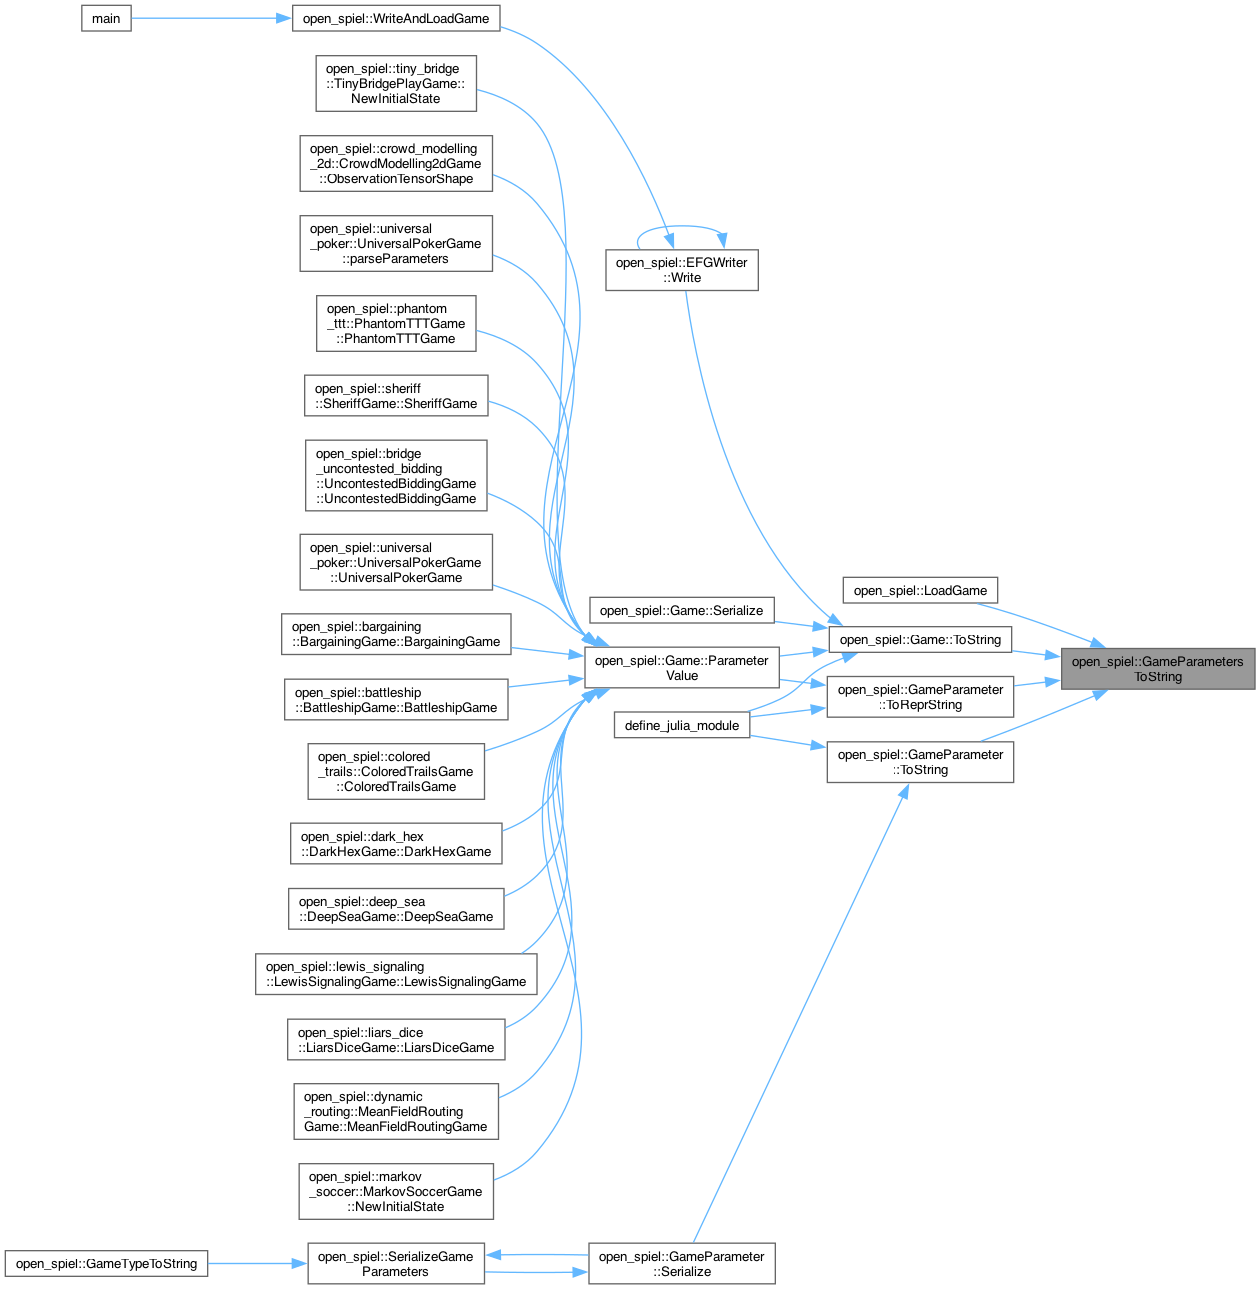 main
open_spiel::WriteAndLoadGame
open_spiel::tiny_bridge
::TinyBridgePlayGame::
NewInitialState
open_spiel::crowd_modelling
_2d::CrowdModelling2dGame
::ObservationTensorShape
open_spiel::universal
_poker::UniversalPokerGame
::parseParameters
open_spiel::EFGWriter
::Write
open_spiel::phantom
_ttt::PhantomTTTGame
::PhantomTTTGame
open_spiel::sheriff
::SheriffGame::SheriffGame
open_spiel::bridge
_uncontested_bidding
::UncontestedBiddingGame
::UncontestedBiddingGame
open_spiel::universal
_poker::UniversalPokerGame
::UniversalPokerGame
open_spiel::LoadGame
open_spiel::Game::Serialize
open_spiel::bargaining
::BargainingGame::BargainingGame
open_spiel::Game::ToString
open_spiel::Game::Parameter
Value
open_spiel::GameParameters
ToString
open_spiel::battleship
::BattleshipGame::BattleshipGame
open_spiel::GameParameter
::ToReprString
define_julia_module
open_spiel::colored
_trails::ColoredTrailsGame
::ColoredTrailsGame
open_spiel::GameParameter
::ToString
open_spiel::dark_hex
::DarkHexGame::DarkHexGame
open_spiel::deep_sea
::DeepSeaGame::DeepSeaGame
open_spiel::lewis_signaling
::LewisSignalingGame::LewisSignalingGame
open_spiel::liars_dice
::LiarsDiceGame::LiarsDiceGame
open_spiel::dynamic
_routing::MeanFieldRouting
Game::MeanFieldRoutingGame
open_spiel::markov
_soccer::MarkovSoccerGame
::NewInitialState
open_spiel::GameTypeToString
open_spiel::SerializeGame
Parameters
open_spiel::GameParameter
::Serialize